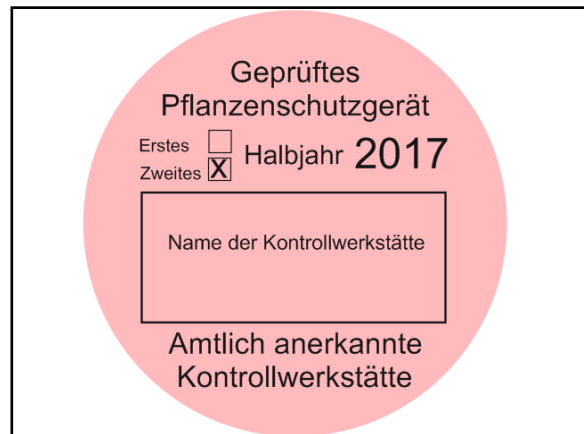 Geprüftes
Pflanzenschutzgerät
Erstes
Zweites X Halbjahr 2017
Name der Kontrollwerkstätte
Amtlich anerkannte
Kontrollwerkstätte